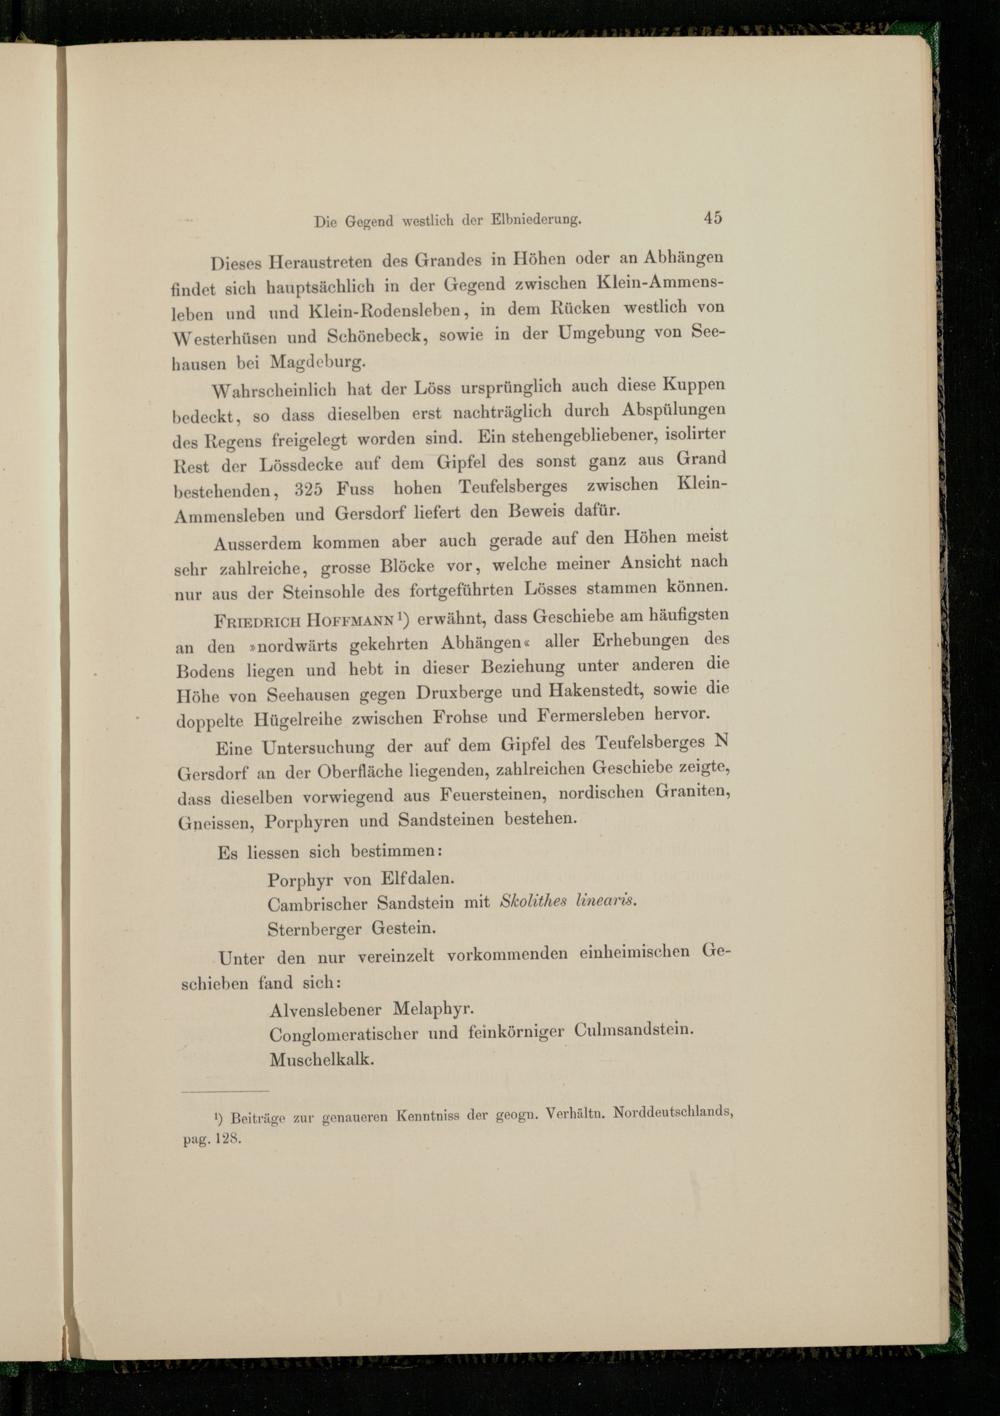 Die Gegend westlich der Elbniederung. 45
Dieses Heraustreten des Grandes in Höhen oder an Abhängen
findet sich hauptsächlich in der Gegend zwischen Klein-Ammens-
leben und und Klein-Rodensleben, in dem Rücken westlich von
Westerhüsen und Schönebeck, sowie in der Umgebung von See-
hausen bei Magdeburg.
Wahrscheinlich hat der Löss ursprünglich auch diese Kuppen
bedeckt, so dass dieselben erst nachträglich durch Abspülungen
des Regens freigelegt worden sind. Ein stehengebliebener, isolirter
Rest der Lössdecke auf dem Gipfel des sonst ganz aus Grand
bestehenden, 325 Fuss hohen Teufelsberges zwischen Klein-
Ammensleben und Gersdorf liefert den Beweis dafür.
Ausserdem kommen aber auch gerade auf den Höhen meist
sehr zahlreiche, grosse Blöcke vor, welche meiner Ansicht nach
nur aus der Steinsohle des fortgeführten Lösses stammen können.
FRIEDRICH HOFFMANN ¹) erwähnt, dass Geschiebe am häufigsten
an den »nordwärts gekehrten Abhängen« aller Erhebungen des
Bodens liegen und hebt in dieser Beziehung unter anderen die
Höhe von Seehausen gegen Druxberge und Hakenstedt, sowie die
doppelte Hügelreihe zwischen Frohse und Fermersleben hervor.
Eine Untersuchung der auf dem Gipfel des Teufelsberges N
Gersdorf an der Oberfläche liegenden, zahlreichen Geschiebe zeigte,
dass dieselben vorwiegend aus Feuersteinen, nordischen Graniten,
Gneissen, Porphyren und Sandsteinen bestehen.
Es liessen sich bestimmen:
Porphyr von Elfdalen.
Cambrischer Sandstein mit Skolithes linearis.
Sternberger Gestein.
Unter den nur vereinzelt vorkommenden einheimischen Ge-
schieben fand sich:
Alvenslebener Melaphyr.
Conglomeratischer und feinkörniger Culmsandstein.
Muschelkalk.
¹) Beiträge zur genaueren Kenntniss der geogn. Verhältn. Norddeutschlands,
pag. 128.